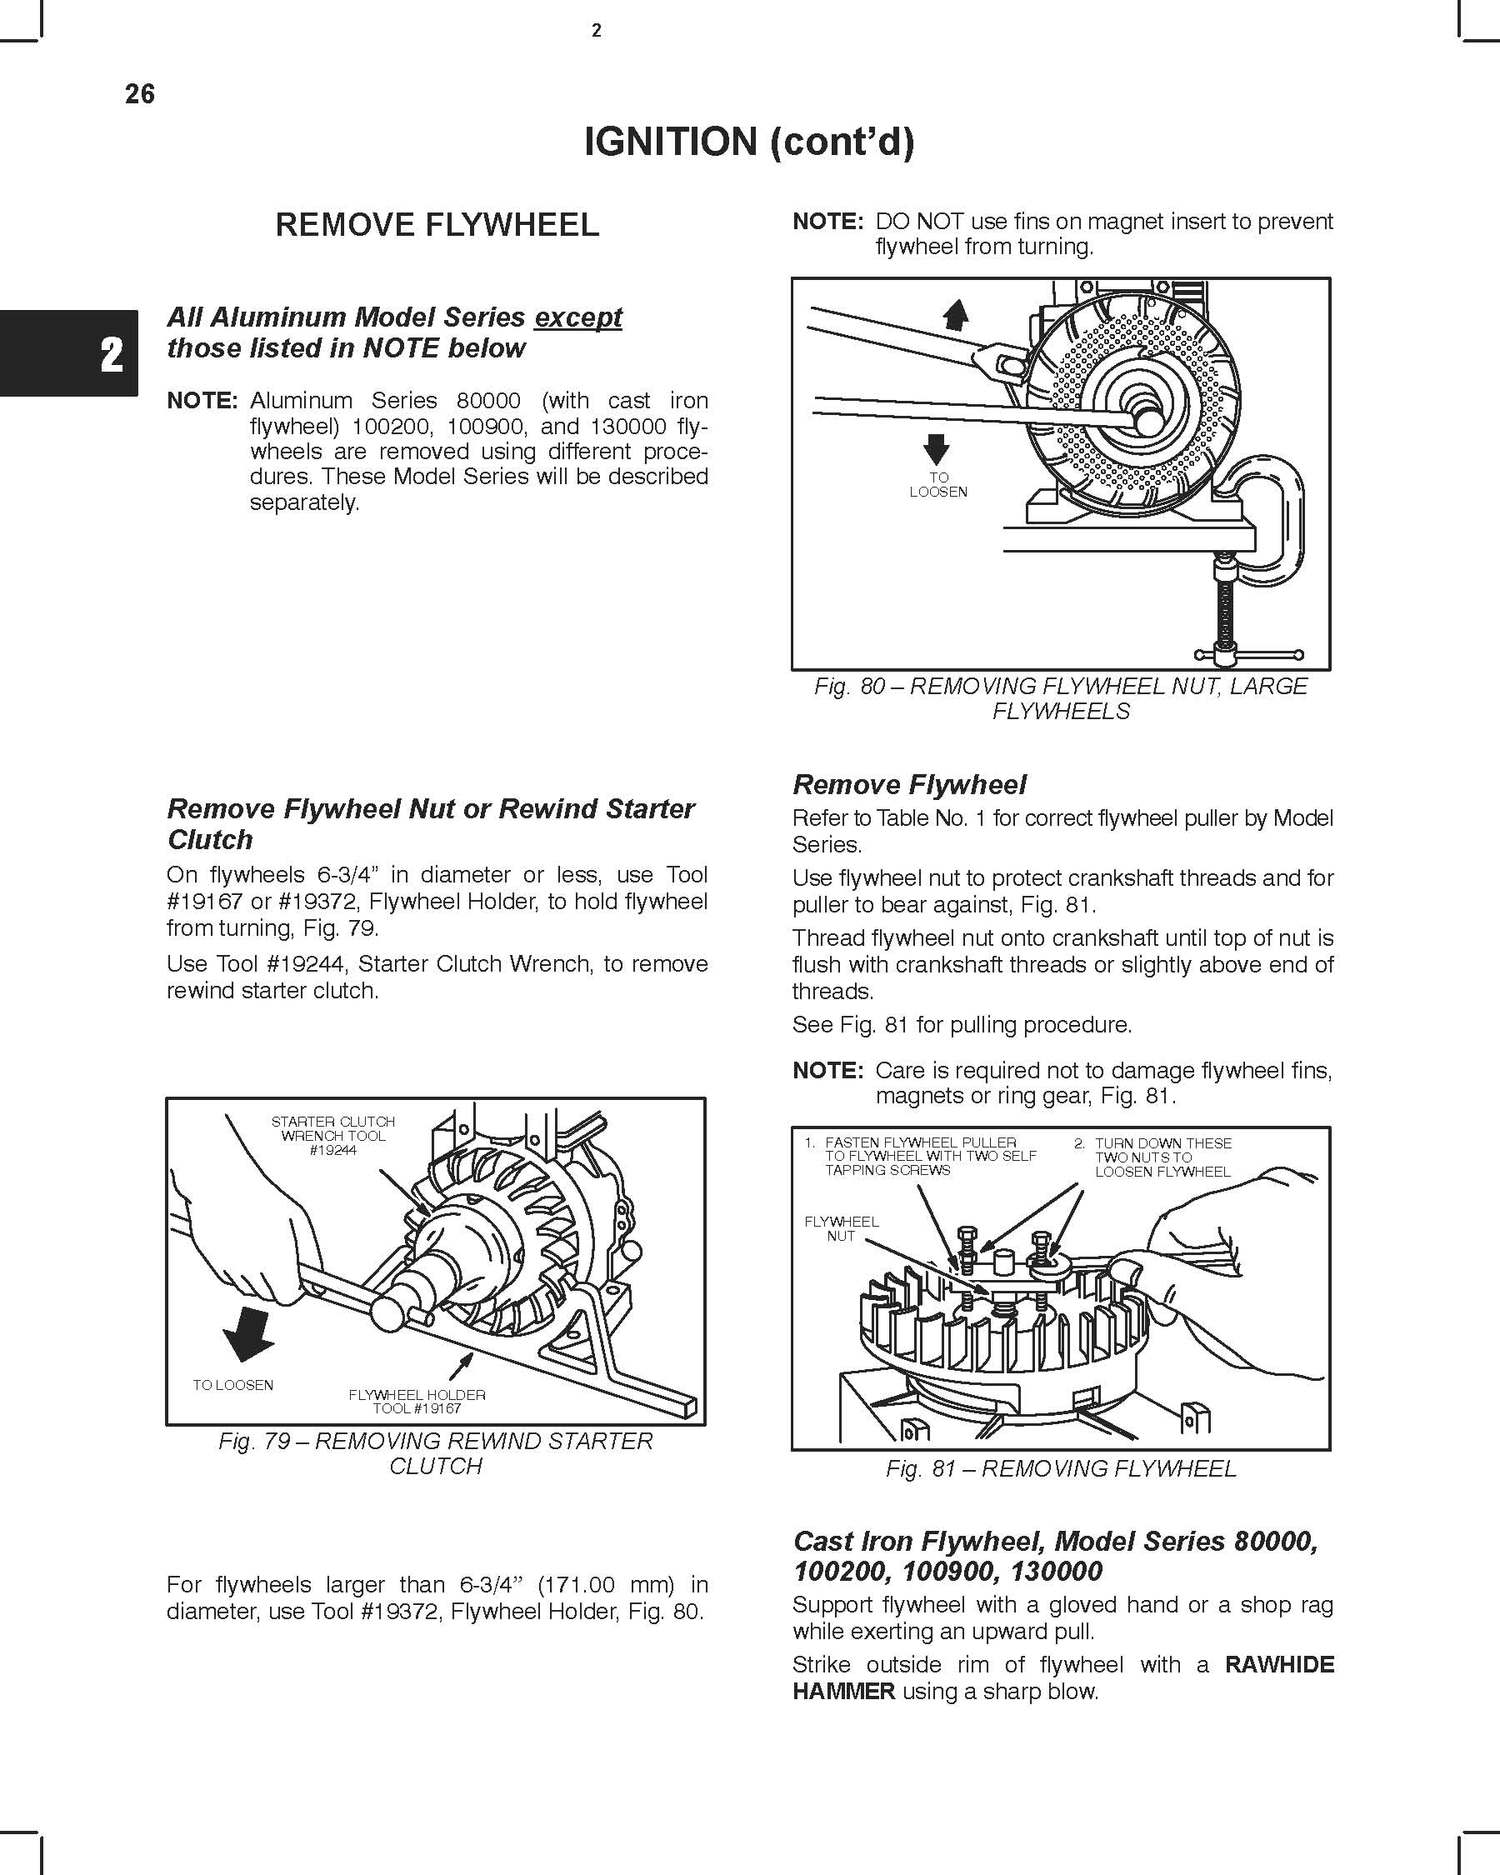 2
26
IGNITION (cont’d)
REMOVE FLYWHEEL
2
All Aluminum Model Series except
those listed in NOTE below
NOTE: Aluminum Series 80000 (with cast iron
flywheel) 100200, 100900, and 130000 fly-
wheels are removed using different proce-
dures. These Model Series will be described
separately.
Remove Flywheel Nut or Rewind Starter
Clutch
On flywheels 6-3/4” in diameter or less, use Tool
#19167 or #19372, Flywheel Holder, to hold flywheel
from turning, Fig. 79.
Use Tool #19244, Starter Clutch Wrench, to remove
rewind starter clutch.
STARTER CLUTCH
WRENCH TOOL
#19244
TO LOOSEN
FLYWHEEL HOLDER
TOOL #19167
Fig. 79 – REMOVING REWIND STARTER
CLUTCH
For flywheels larger than 6-3/4” (171.00 mm) in
diameter, use Tool #19372, Flywheel Holder, Fig. 80.
NOTE: DO NOT use fins on magnet insert to prevent
flywheel from turning.
TO
LOOSEN
Fig. 80 – REMOVING FLYWHEEL NUT, LARGE
FLYWHEELS
Remove Flywheel
Refer to Table No. 1 for correct flywheel puller by Model
Series.
Use flywheel nut to protect crankshaft threads and for
puller to bear against, Fig. 81.
Thread flywheel nut onto crankshaft until top of nut is
flush with crankshaft threads or slightly above end of
threads.
See Fig. 81 for pulling procedure.
NOTE: Care is required not to damage flywheel fins,
magnets or ring gear, Fig. 81.
1. FASTEN FLYWHEEL PULLER
TO FLYWHEEL WITH TWO SELF
TAPPING SCREWS
2. TURN DOWN THESE
TWO NUTS TO
LOOSEN FLYWHEEL
FLYWHEEL
NUT
Fig. 81 – REMOVING FLYWHEEL
Cast Iron Flywheel, Model Series 80000,
100200, 100900, 130000
Support flywheel with a gloved hand or a shop rag
while exerting an upward pull.
Strike outside rim of flywheel with a RAWHIDE
HAMMER using a sharp blow.